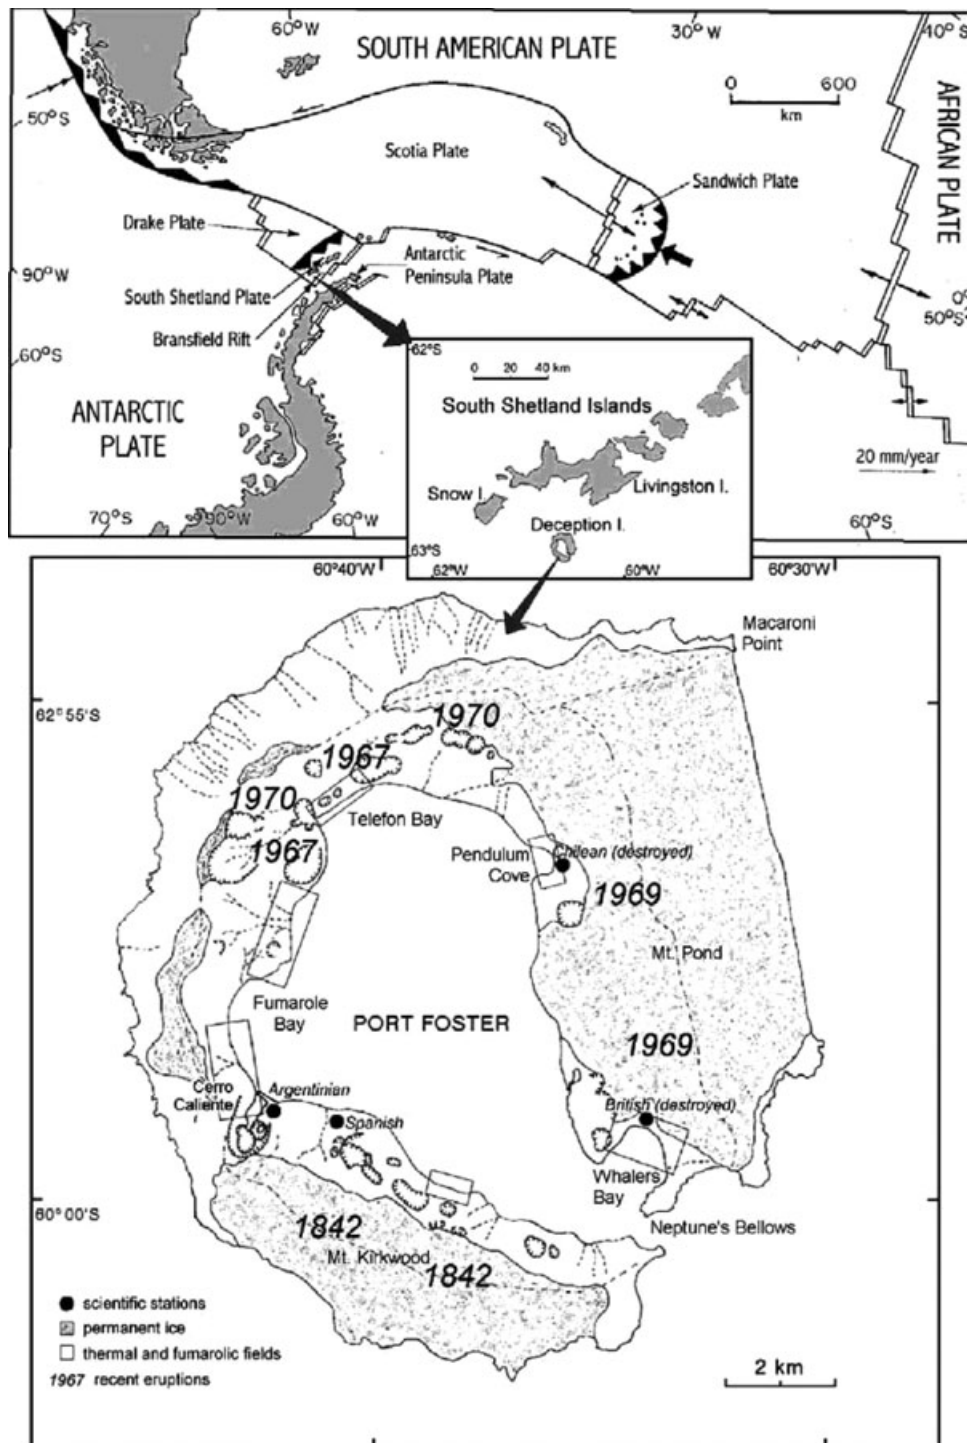 60°W
SOUTH AMERICAN PLATE
30°W
40°S
0
600
km
50°S
AFRICAN PLATE
Scotia Plate
Sandwich Plate
Drake Plate
90°W
Antarctic
Peninsula Plate
South Shetland Plate
Bransfield Rift
0°
50°S
60°S
ANTARCTIC
PLATE
20 mm/year
70°S
90°W
60°W
60°S
62°S
0 20 40 km
South Shetland Islands
Snow I.
Livingston I.
Deception I.
63°S
62°W
60°W
60°40'W
60°30'W
Macaroni
Point
62°55'S
1970
1967
1970
Telefon Bay
1967
Pendulum
Cove
Chilean (destroyed)
1969
Mt. Pond
Fumarole
Bay
PORT FOSTER
1969
Cerro
Caliente
Argentinian
Spanish
British (destroyed)
Whalers
Bay
60°00'S
Neptune's Bellows
1842
Mt. Kirkwood
1842
scientific stations
permanent ice
thermal and fumarolic fields
1967 recent eruptions
2 km